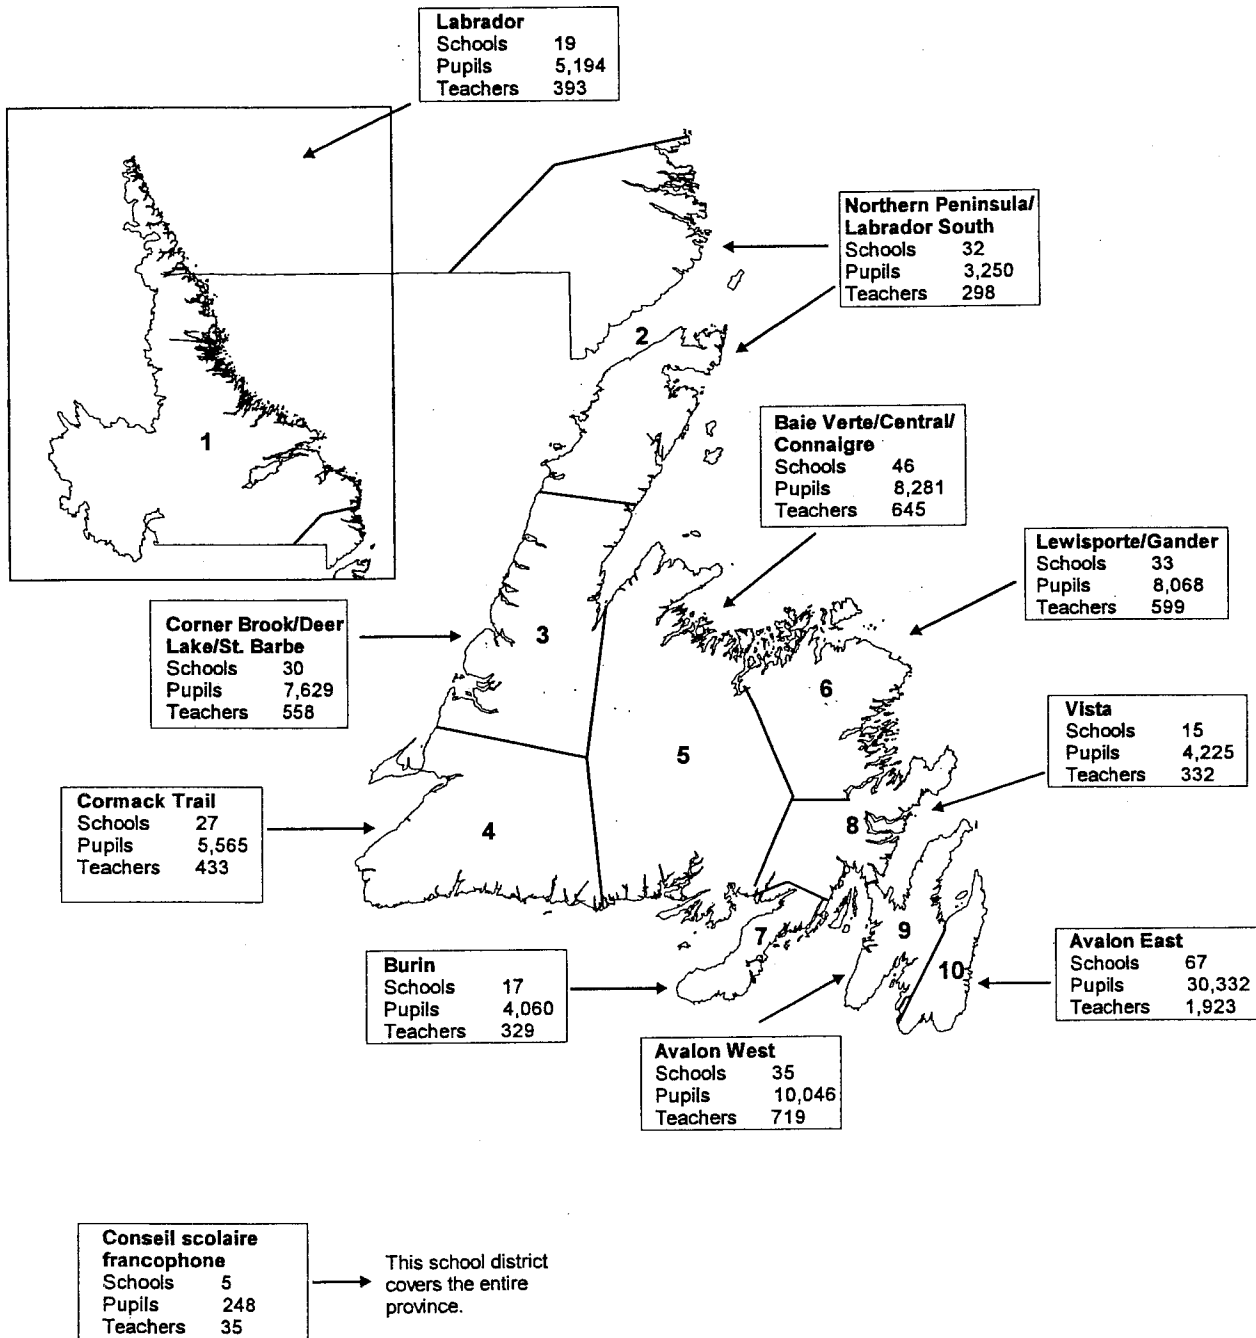 Labrador
Schools 19
Pupils 5,194
Teachers 393
Northern Peninsula/
Labrador South
Schools 32
Pupils 3,250
Teachers 298
2
1
Baie Verte/Central/
Connaigre
Schools 46
Pupils 8,281
Teachers 645
Lewisporte/Gander
Schools 33
Pupils 8,068
Teachers 599
Corner Brook/Deer
Lake/St. Barbe
Schools 30
Pupils 7,629
Teachers 558
3
6
Vista
Schools 15
Pupils 4,225
Teachers 332
5
Cormack Trail
Schools 27
Pupils 5,565
Teachers 433
4
8
7
9
10
Avalon East
Schools 67
Pupils 30,332
Teachers 1,923
Burin
Schools 17
Pupils 4,060
Teachers 329
Avalon West
Schools 35
Pupils 10,046
Teachers 719
Conseil scolaire
francophone
Schools 5
Pupils 248
Teachers 35
This school district
covers the entire
province.